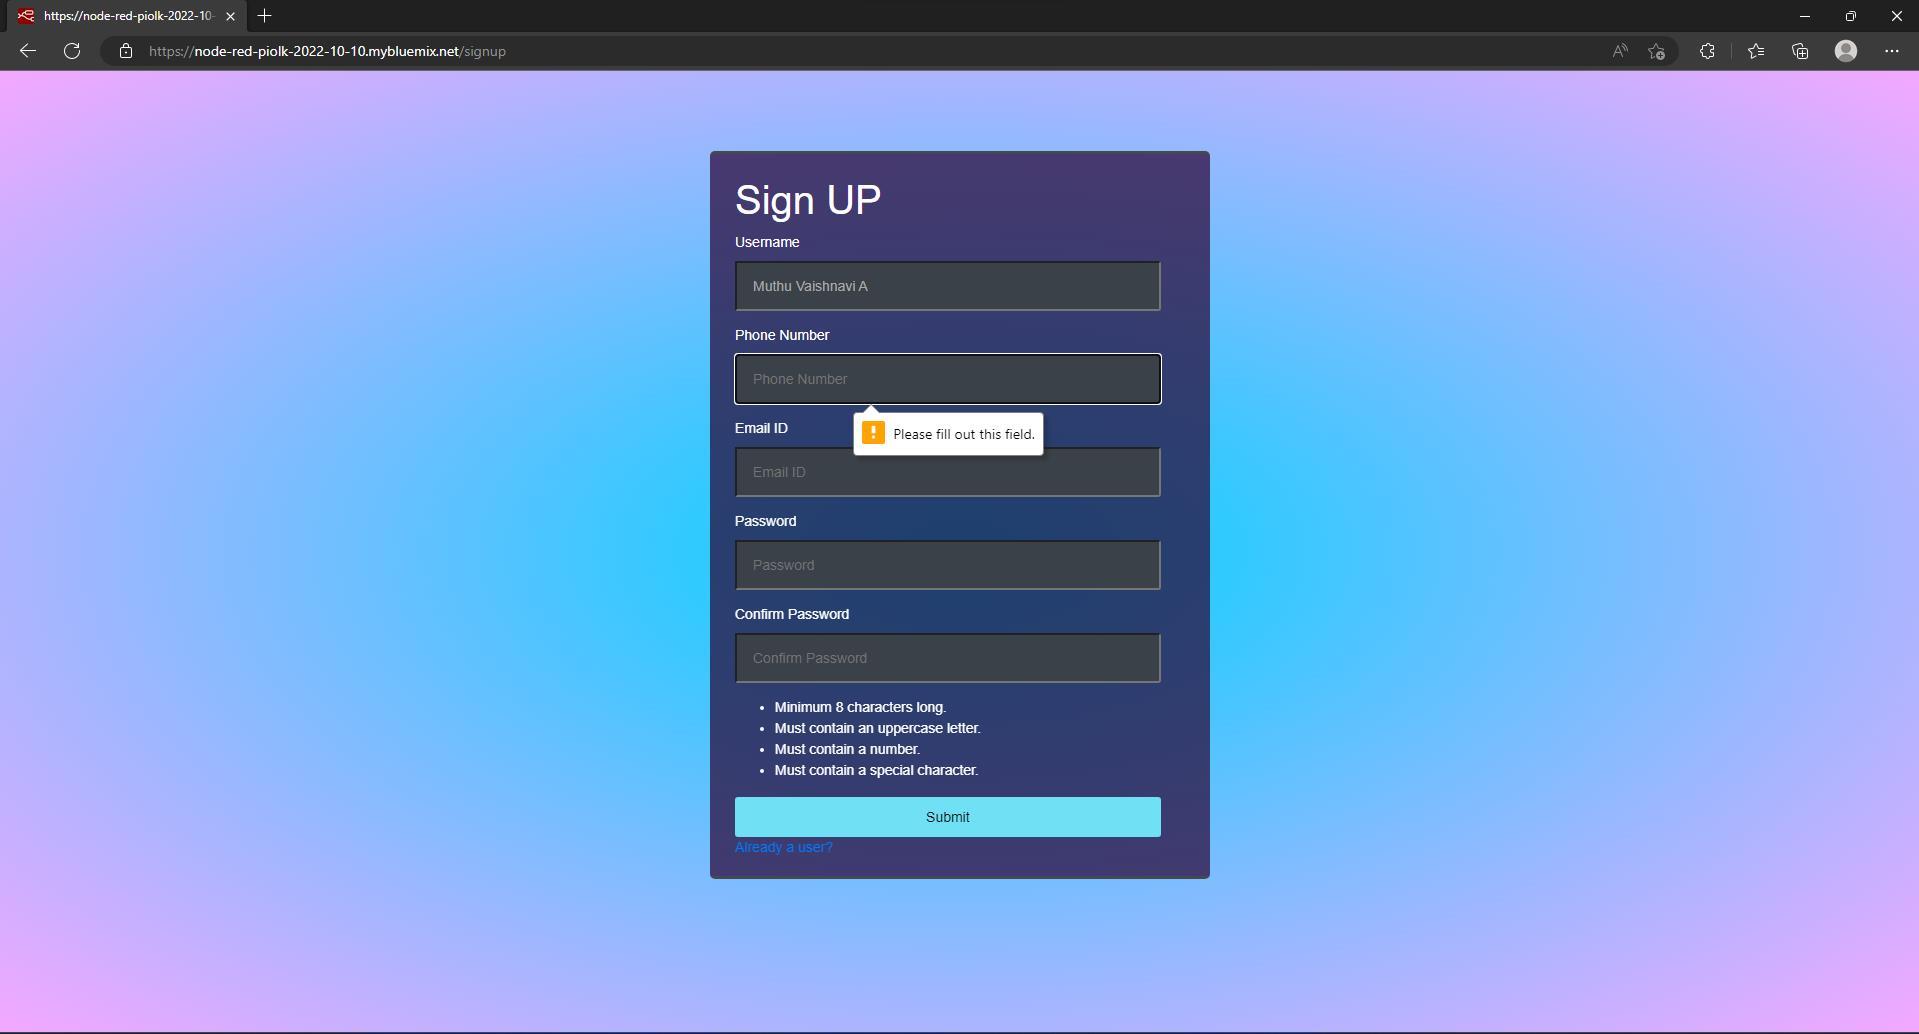 https://node-red-piolk-2022-10-
https://node-red-piolk-2022-10-10.mybluemix.net/signup
Sign UP
Username
Muthu Vaishnavi A
Phone Number
Phone Number
Please fill out this field.
Email ID
Email ID
Password
Password
Confirm Password
Confirm Password
• Minimum 8 characters long.
• Must contain an uppercase letter.
• Must contain a number.
• Must contain a special character.
Submit
Already a user?